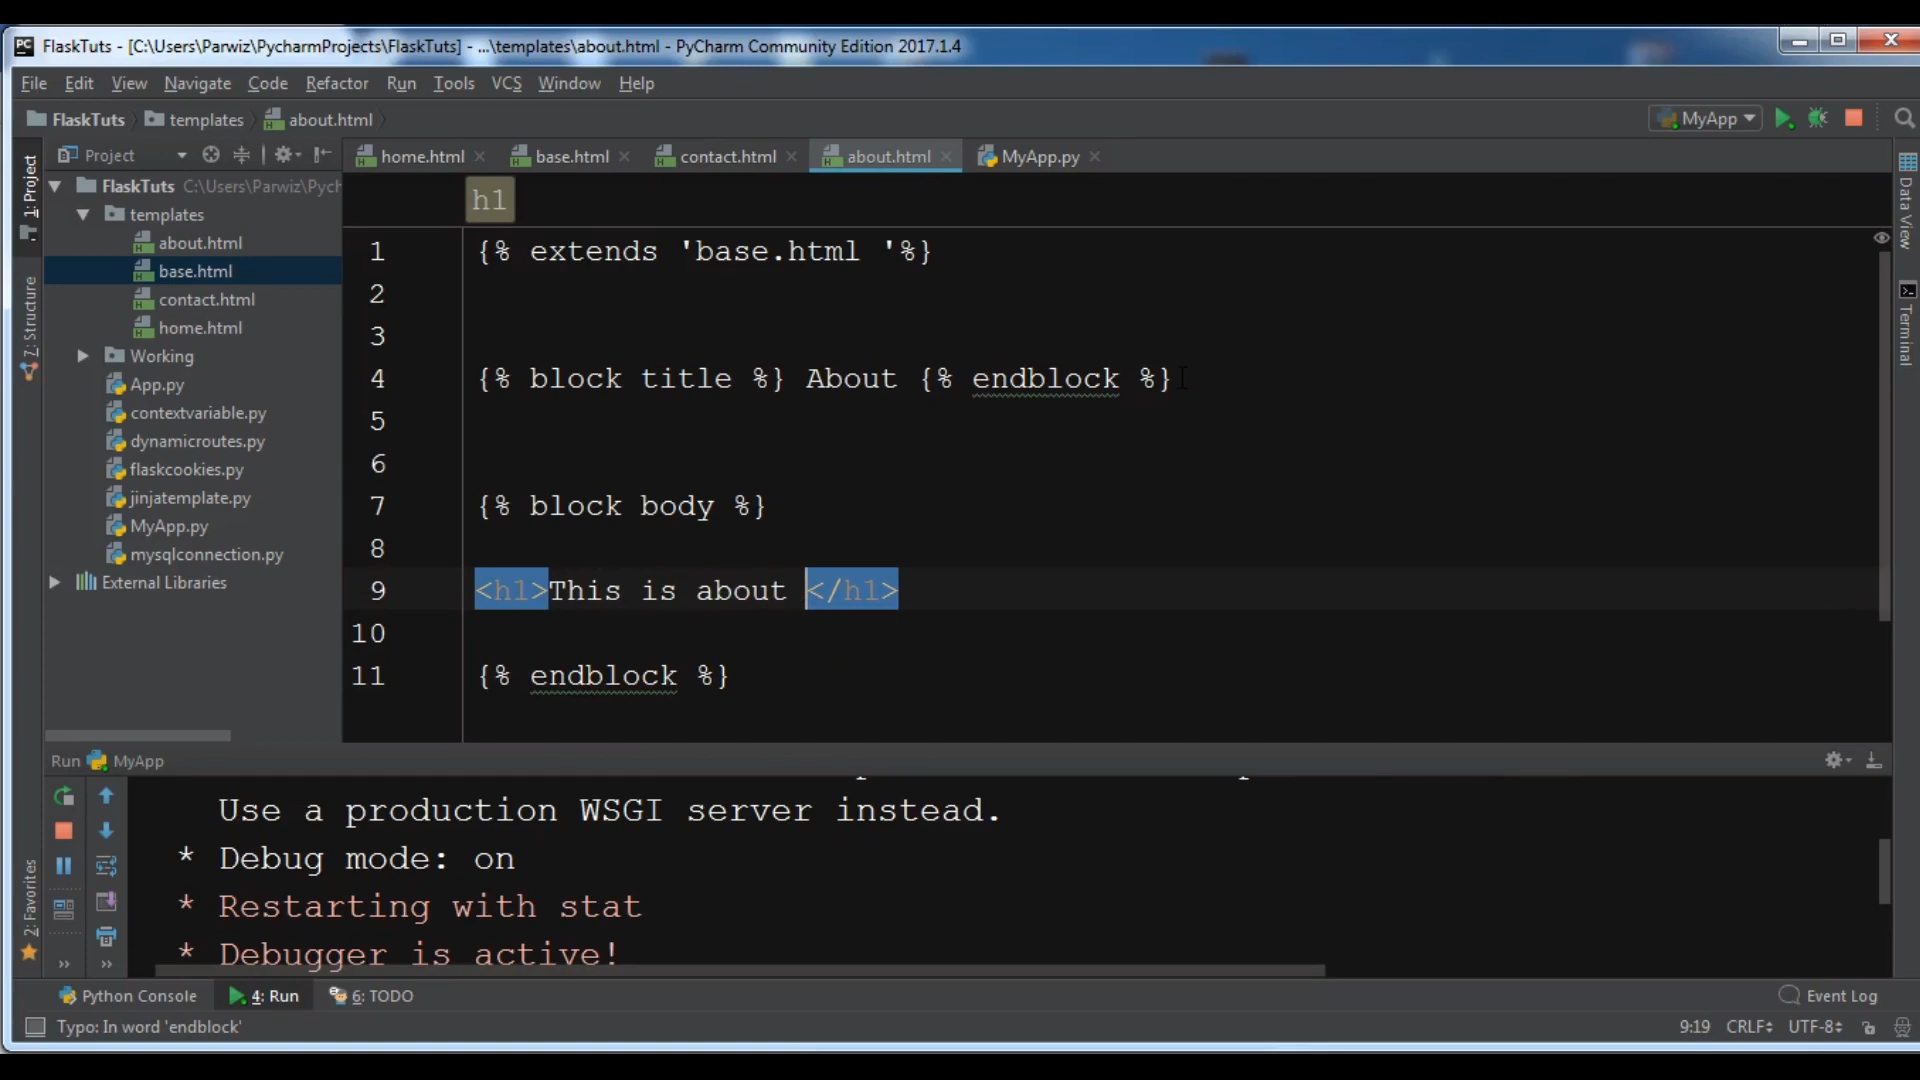 FlaskTuts - [C:\Users\Parwiz\PycharmProjects\FlaskTuts] - ...\templates\about.html - PyCharm Community Edition 2017.1.4
File Edit View Navigate Code Refactor Run Tools VCS Window Help
FlaskTuts templates about.html
MyApp
Project
home.html base.html contact.html about.html MyApp.py
1: Project
7: Structure
2: Favorites
FlaskTuts C:\Users\Parwiz\Pych
templates
about.html
base.html
contact.html
home.html
Working
App.py
contextvariable.py
dynamicroutes.py
flaskcookies.py
jinjatemplate.py
MyApp.py
mysqlconnection.py
External Libraries
h1
1 {% extends 'base.html '%}
2
3
4 {% block title %} About {% endblock %}
5
6
7 {% block body %}
8
9 <h1>This is about </h1>
10
11 {% endblock %}
Data View
Terminal
Run MyApp
Use a production WSGI server instead.
* Debug mode: on
* Restarting with stat
* Debugger is active!
Python Console 4: Run 6: TODO
Event Log
Typo: In word 'endblock'
9:19 CRLF UTF-8